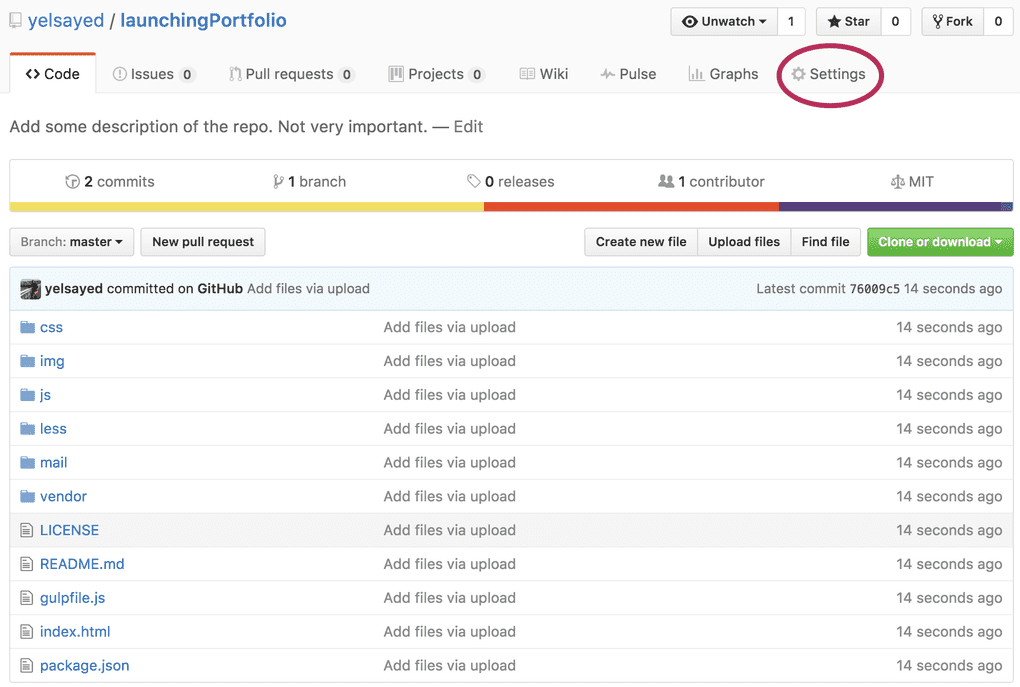 yelsayed / launchingPortfolio Unwatch 1 Star 0 Fork 0
Code Issues 0 Pull requests 0 Projects 0 Wiki Pulse Graphs Settings
Add some description of the repo. Not very important. — Edit
2 commits 1 branch 0 releases 1 contributor MIT
Branch: master New pull request Create new file Upload files Find file Clone or download
yelsayed committed on GitHub Add files via upload Latest commit 76009c5 14 seconds ago
css Add files via upload 14 seconds ago
img Add files via upload 14 seconds ago
js Add files via upload 14 seconds ago
less Add files via upload 14 seconds ago
mail Add files via upload 14 seconds ago
vendor Add files via upload 14 seconds ago
LICENSE Add files via upload 14 seconds ago
README.md Add files via upload 14 seconds ago
gulpfile.js Add files via upload 14 seconds ago
index.html Add files via upload 14 seconds ago
package.json Add files via upload 14 seconds ago